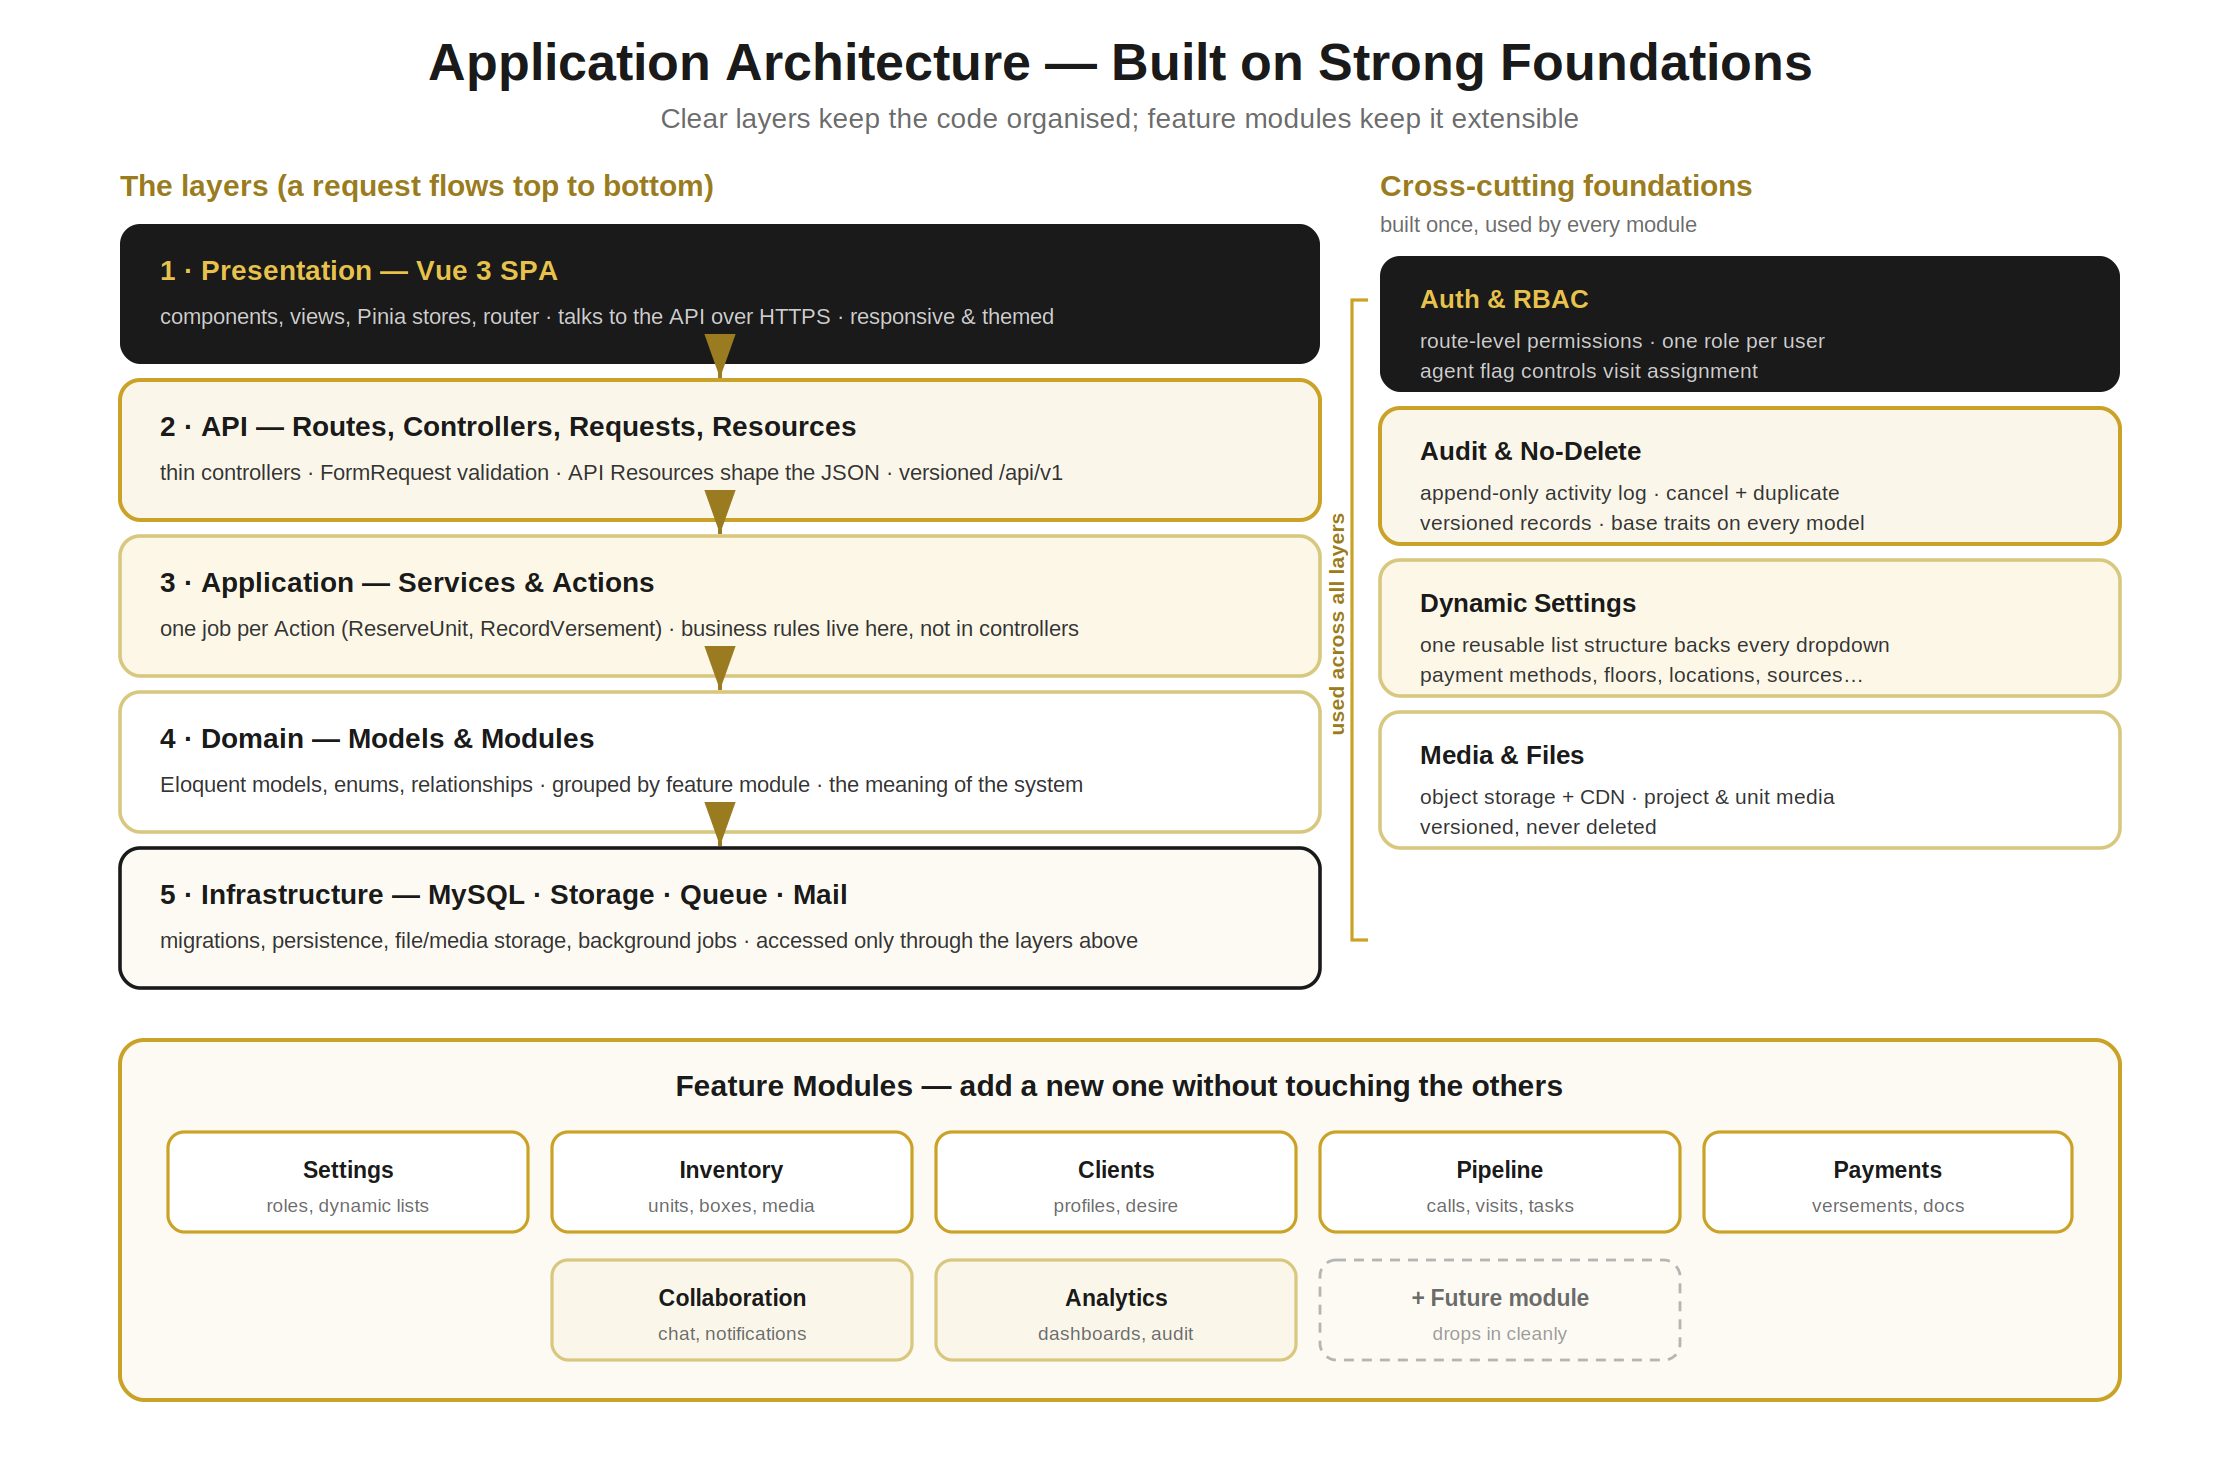 Application Architecture — Built on Strong Foundations
Clear layers keep the code organised; feature modules keep it extensible
The layers (a request flows top to bottom)
1 · Presentation — Vue 3 SPA
components, views, Pinia stores, router · talks to the API over HTTPS · responsive & themed
2 · API — Routes, Controllers, Requests, Resources
thin controllers · FormRequest validation · API Resources shape the JSON · versioned /api/v1
3 · Application — Services & Actions
one job per Action (ReserveUnit, RecordVersement) · business rules live here, not in controllers
4 · Domain — Models & Modules
Eloquent models, enums, relationships · grouped by feature module · the meaning of the system
5 · Infrastructure — MySQL · Storage · Queue · Mail
migrations, persistence, file/media storage, background jobs · accessed only through the layers above
used across all layers
Cross-cutting foundations
built once, used by every module
Auth & RBAC
route-level permissions · one role per user
agent flag controls visit assignment
Audit & No-Delete
append-only activity log · cancel + duplicate
versioned records · base traits on every model
Dynamic Settings
one reusable list structure backs every dropdown
payment methods, floors, locations, sources…
Media & Files
object storage + CDN · project & unit media
versioned, never deleted
Feature Modules — add a new one without touching the others
Settings
roles, dynamic lists
Inventory
units, boxes, media
Clients
profiles, desire
Pipeline
calls, visits, tasks
Payments
versements, docs
Collaboration
chat, notifications
Analytics
dashboards, audit
+ Future module
drops in cleanly